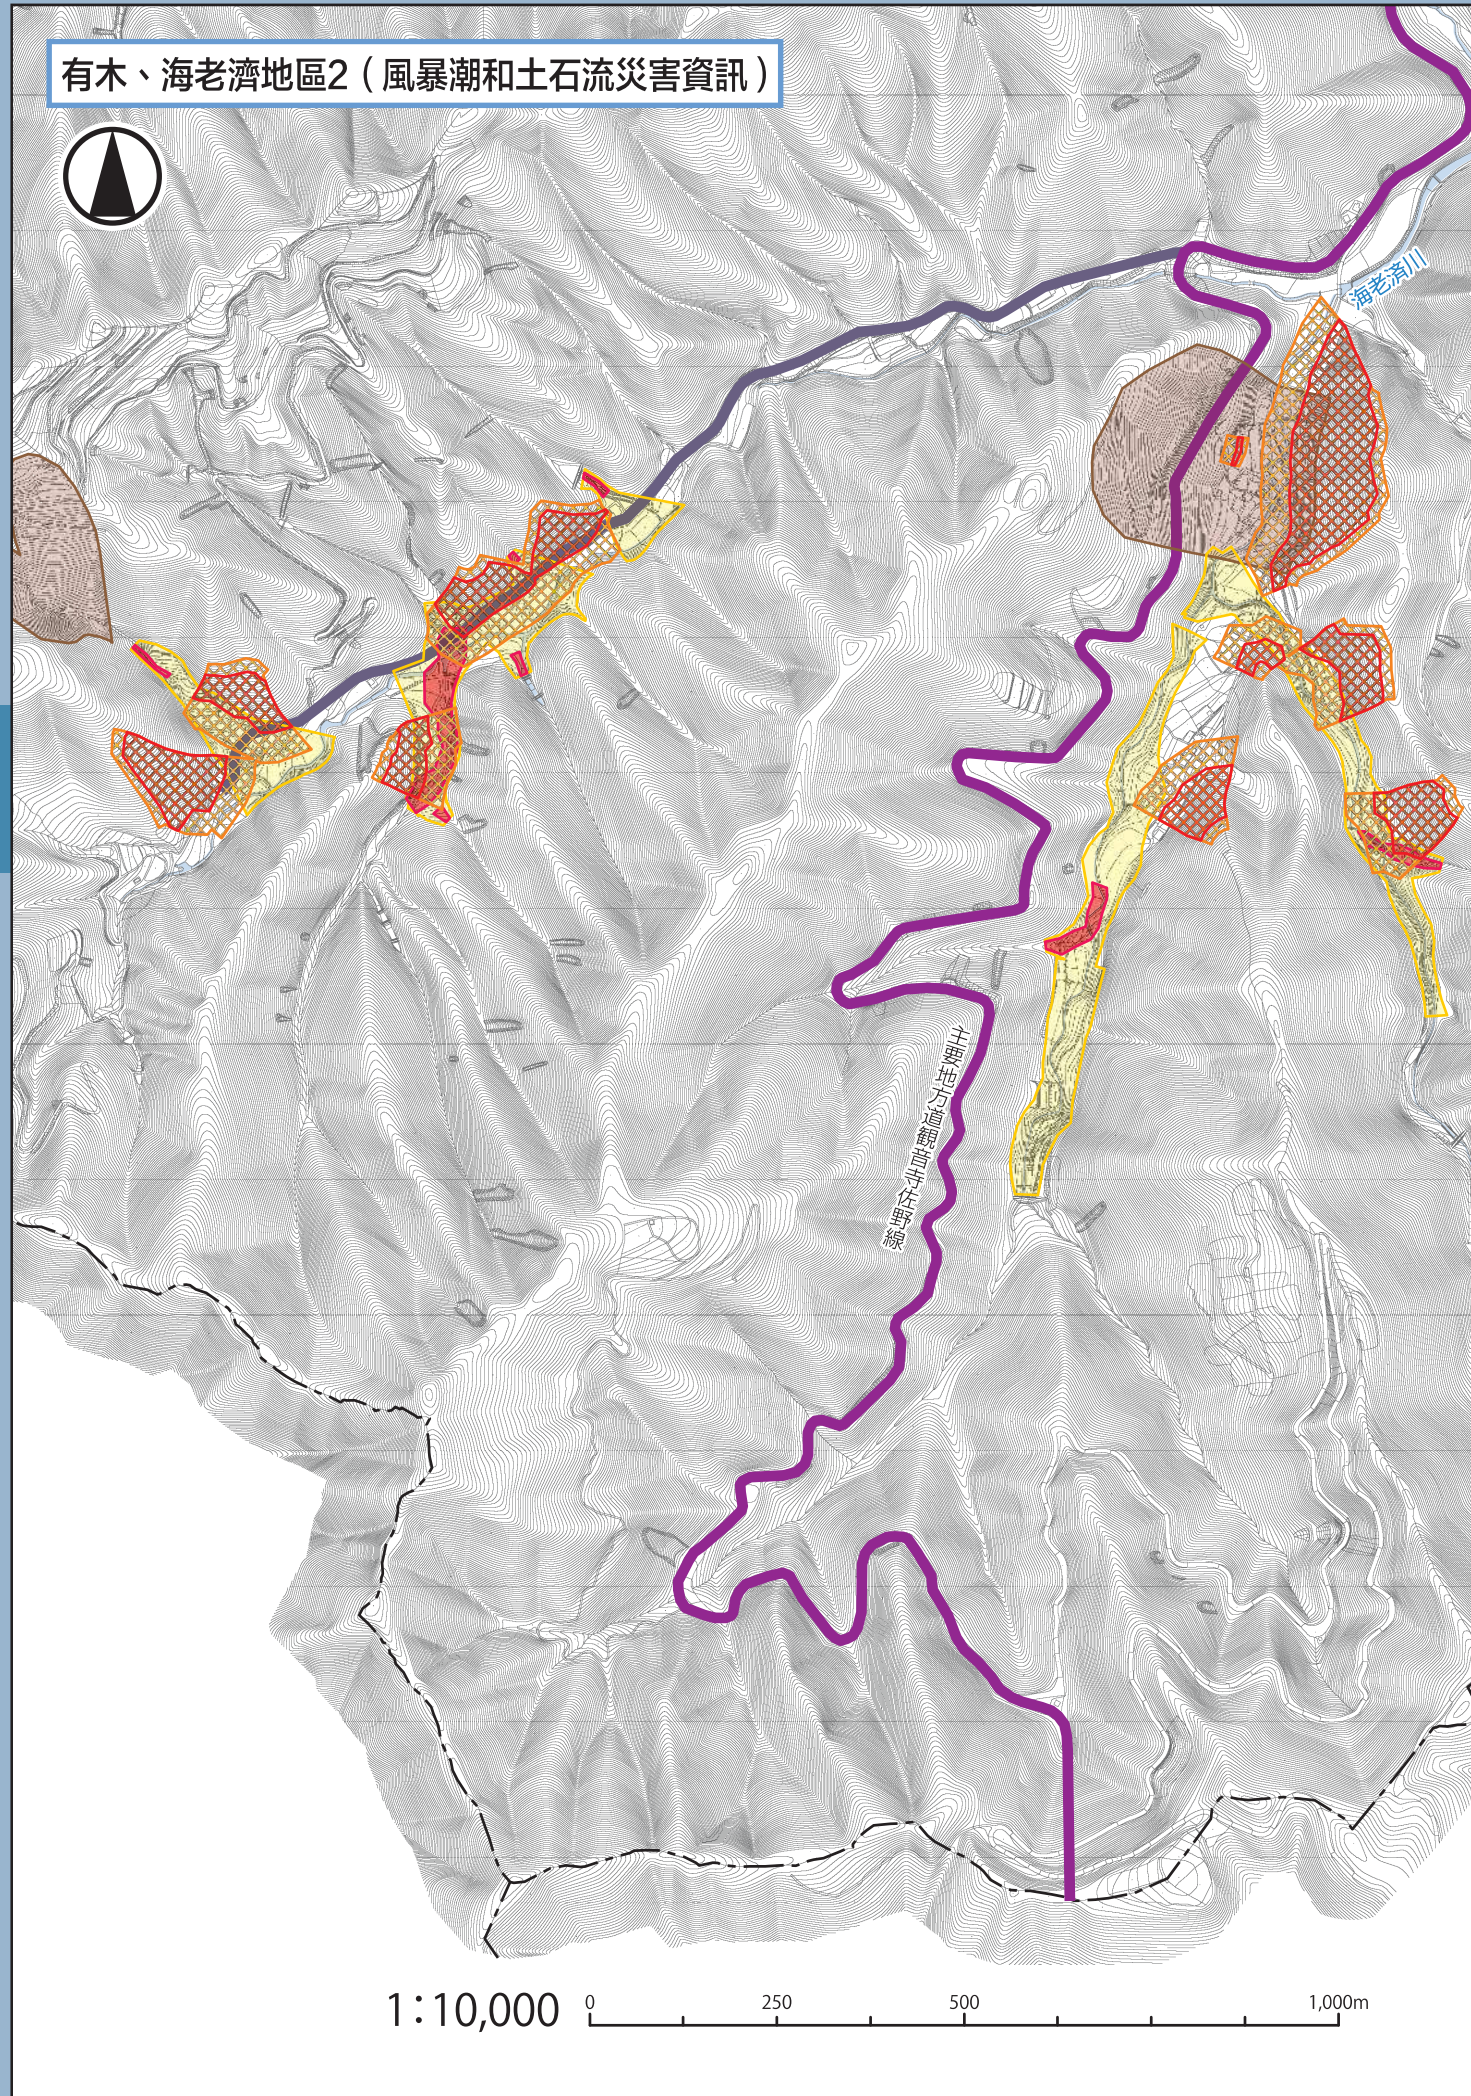 有木、海老濟地區2（風暴潮和土石流災害資訊）
海老済川
主要地方道観音寺佐野線
1：10,000
0 250 500 1,000m